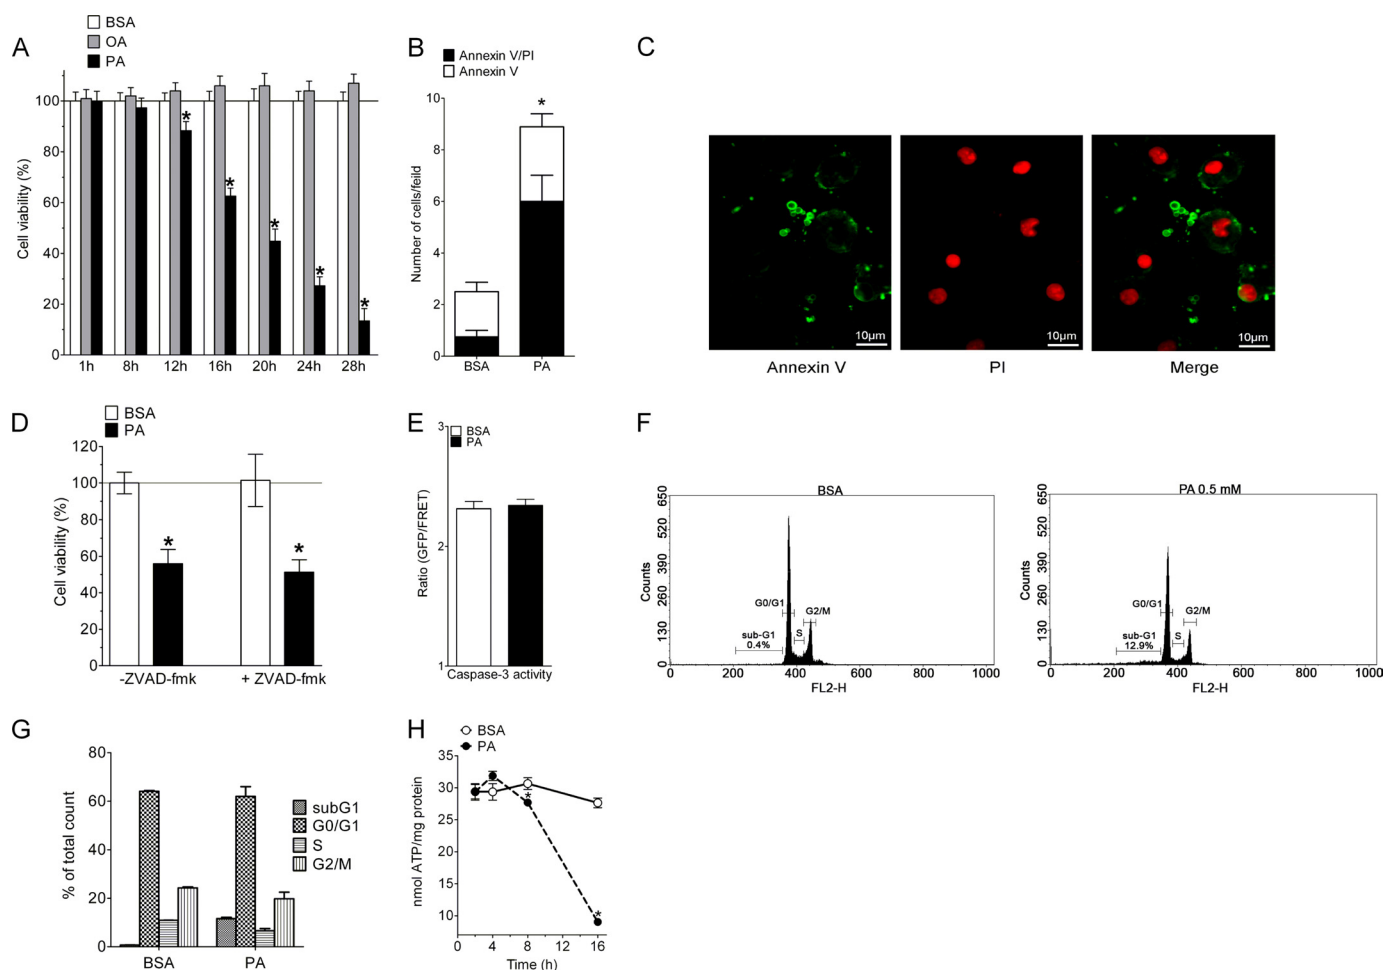 A
BSA
OA
PA
Cell viability (%)
100
80
60
40
20
0
* * * * *
1h 8h 12h 16h 20h 24h 28h
B
Annexin V/PI
Annexin V
Number of cells/feild
10
8
6
4
2
0
*
BSA PA
C
10µm 10µm 10µm
Annexin V PI Merge
D
BSA
PA
Cell viability (%)
120
100
80
60
40
20
0
* *
-ZVAD-fmk + ZVAD-fmk
E
BSA
PA
Ratio (GFP/FRET)
3
2
1
Caspase-3 activity
F
BSA
Counts
650
520
390
260
130
0
G0/G1
G2/M
S
sub-G1
0.4%
0 200 400 600 800 1000
FL2-H
PA 0.5 mM
Counts
650
520
390
260
130
0
G0/G1
G2/M
S
sub-G1
12.9%
0 200 400 600 800 1000
FL2-H
G
% of total count
80
60
40
20
0
subG1
G0/G1
S
G2/M
BSA PA
H
BSA
PA
nmol ATP/mg protein
35
30
25
20
15
10
* *
0 4 8 12 16
Time (h)